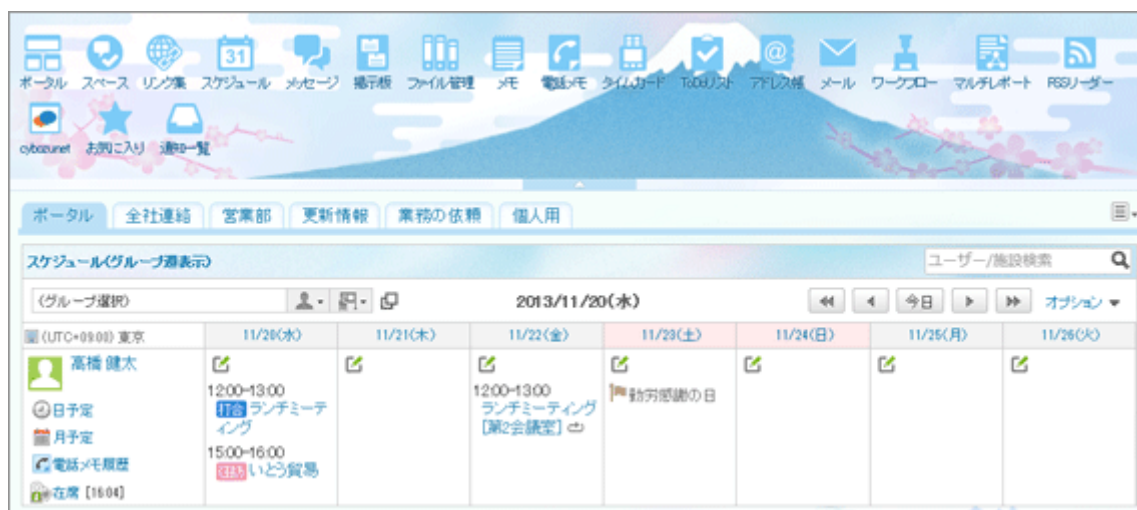 ポータル スペース リンク集 スケジュール メッセージ 掲示板 ファイル管理 メモ 電話メモ タイムカード ToDoリスト アドレス帳 メール ワークフロー マルチレポート RSSリーダー
31
cybozunet お気に入り 通知一覧
ポータル 全社連絡 営業部 更新情報 業務の依頼 個人用
スケジュール(グループ週表示)
ユーザー/施設検索
(グループ選択)
2013/11/20(水)
今日
オプション
(UTC+09:00) 東京 11/20(水) 11/21(木) 11/22(金) 11/23(土) 11/24(日) 11/25(月) 11/26(火)
高橋 健太
日予定
月予定
電話メモ履歴
在席 [16:04]
12:00-13:00
打合 ランチミーテ
ィング
15:00-16:00
往訪 いとう貿易
12:00-13:00
ランチミーティング
[第2会議室]
勤労感謝の日